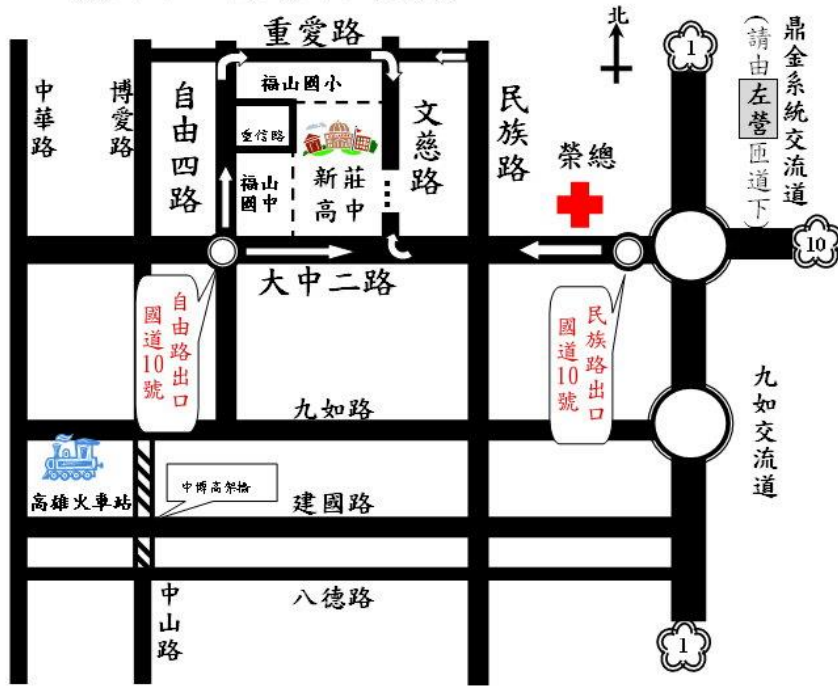 重愛路
北
1
鼎金系統交流道
(請由左營匝道下)
中華路
博愛路
自由四路
福山國小
重信路
福山
國中
新莊
高中
文慈路
民族路
榮總
10
大中二路
自由路出口
國道10號
民族路出口
國道10號
九如路
九如交流道
高雄火車站
中博高架橋
建國路
八德路
中山路
1